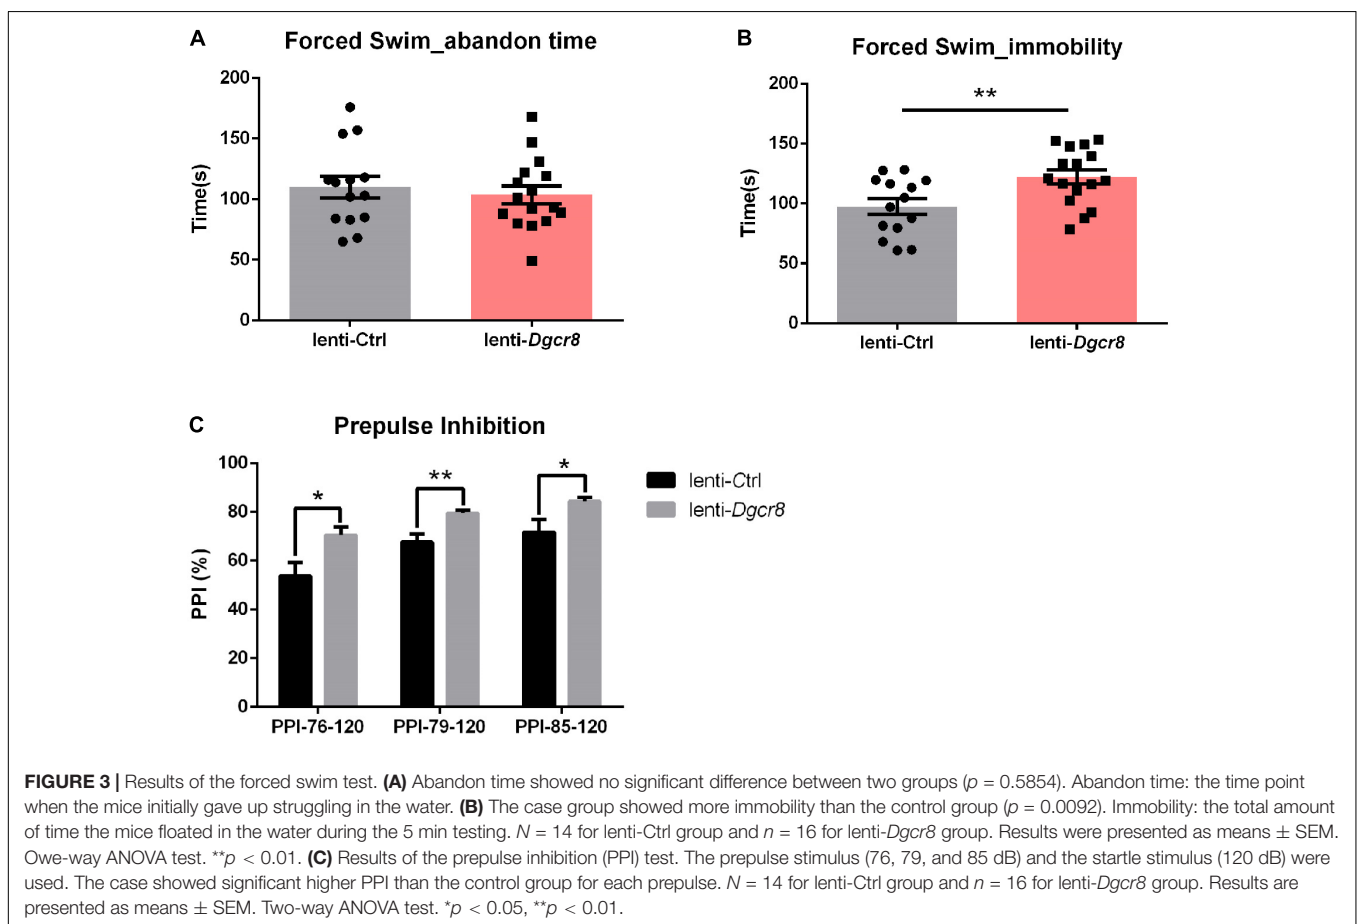 A
Forced Swim_abandon time
200
150
100
50
0
Time(s)
lenti-Ctrl
lenti-Dgcr8
B
Forced Swim_immobility
**
200
150
100
50
0
Time(s)
lenti-Ctrl
lenti-Dgcr8
C
Prepulse Inhibition
100
80
60
40
20
0
PPI (%)
*
**
*
lenti-Ctrl
lenti-Dgcr8
PPI-76-120
PPI-79-120
PPI-85-120
FIGURE 3 | Results of the forced swim test. (A) Abandon time showed no significant difference between two groups (p = 0.5854). Abandon time: the time point
when the mice initially gave up struggling in the water. (B) The case group showed more immobility than the control group (p = 0.0092). Immobility: the total amount
of time the mice floated in the water during the 5 min testing. N = 14 for lenti-Ctrl group and n = 16 for lenti-Dgcr8 group. Results were presented as means ± SEM.
Owe-way ANOVA test. **p < 0.01. (C) Results of the prepulse inhibition (PPI) test. The prepulse stimulus (76, 79, and 85 dB) and the startle stimulus (120 dB) were
used. The case showed significant higher PPI than the control group for each prepulse. N = 14 for lenti-Ctrl group and n = 16 for lenti-Dgcr8 group. Results are
presented as means ± SEM. Two-way ANOVA test. *p < 0.05, **p < 0.01.